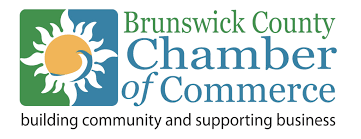 Brunswick County
Chamber
of Commerce
building community and supporting business